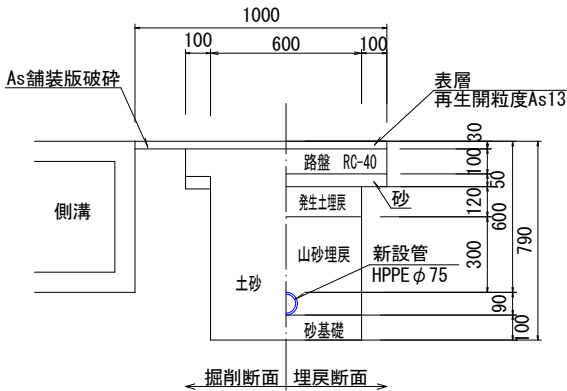 1000
100
600
100
As舗装版破砕
表層
再生開粒度As13
30
路盤 RC-40
100
50
砂
発生土埋戻
120
600
790
側溝
山砂埋戻
300
新設管
HPPEφ75
土砂
90
砂基礎
100
掘削断面
埋戻断面